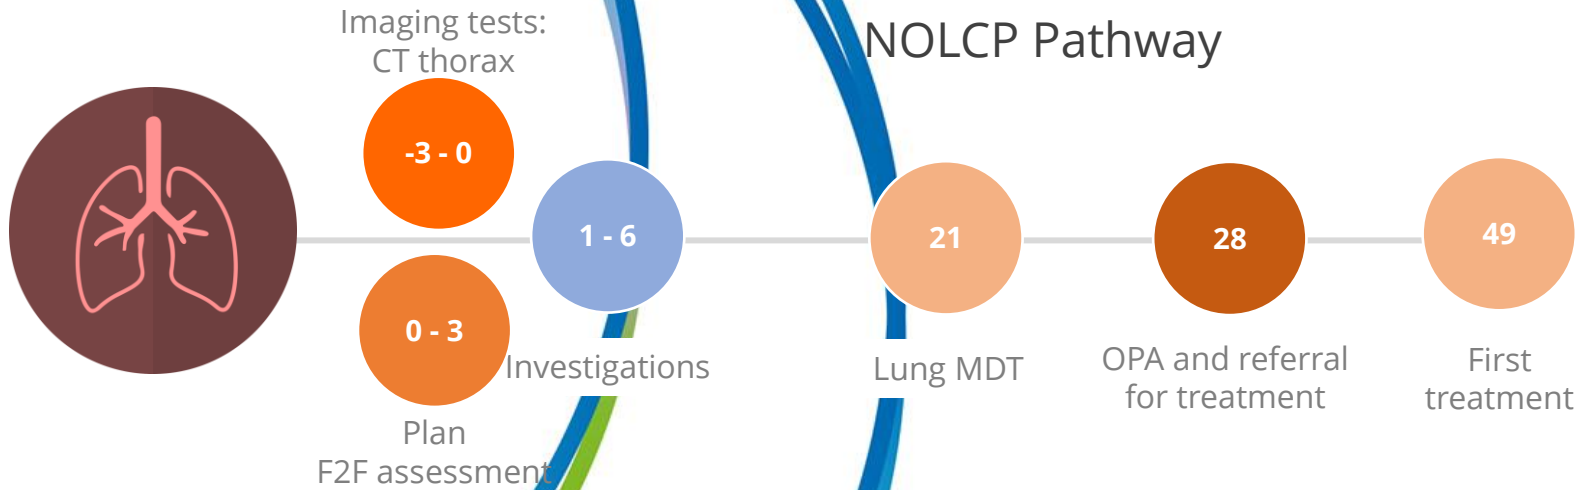 NOLCP Pathway
Imaging tests:
CT thorax
-3 - 0
0 - 3
Plan
F2F assessment
1 - 6
Investigations
21
Lung MDT
28
OPA and referral
for treatment
49
First
treatment